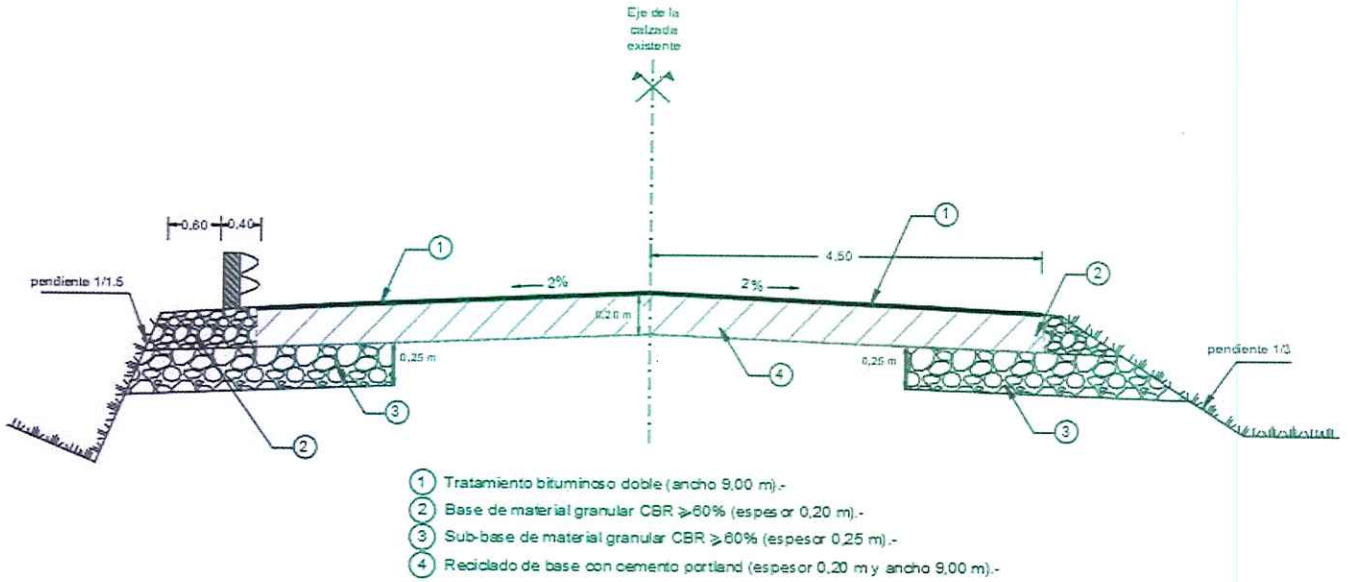 Eje de la
calzada
existente
0,60 0,40
1
1
4,50
2
pendiente 1/1.5
2%
2%
0,20 m
0,25 m
0,25 m
pendiente 1/3
4
3
3
2
1 Tratamiento bituminoso doble (ancho 9,00 m).-
2 Base de material granular CBR ⩾60% (espesor 0,20 m).-
3 Sub-base de material granular CBR ⩾60% (espesor 0,25 m).-
4 Reciclado de base con cemento portland (espesor 0,20 m y ancho 9,00 m).-